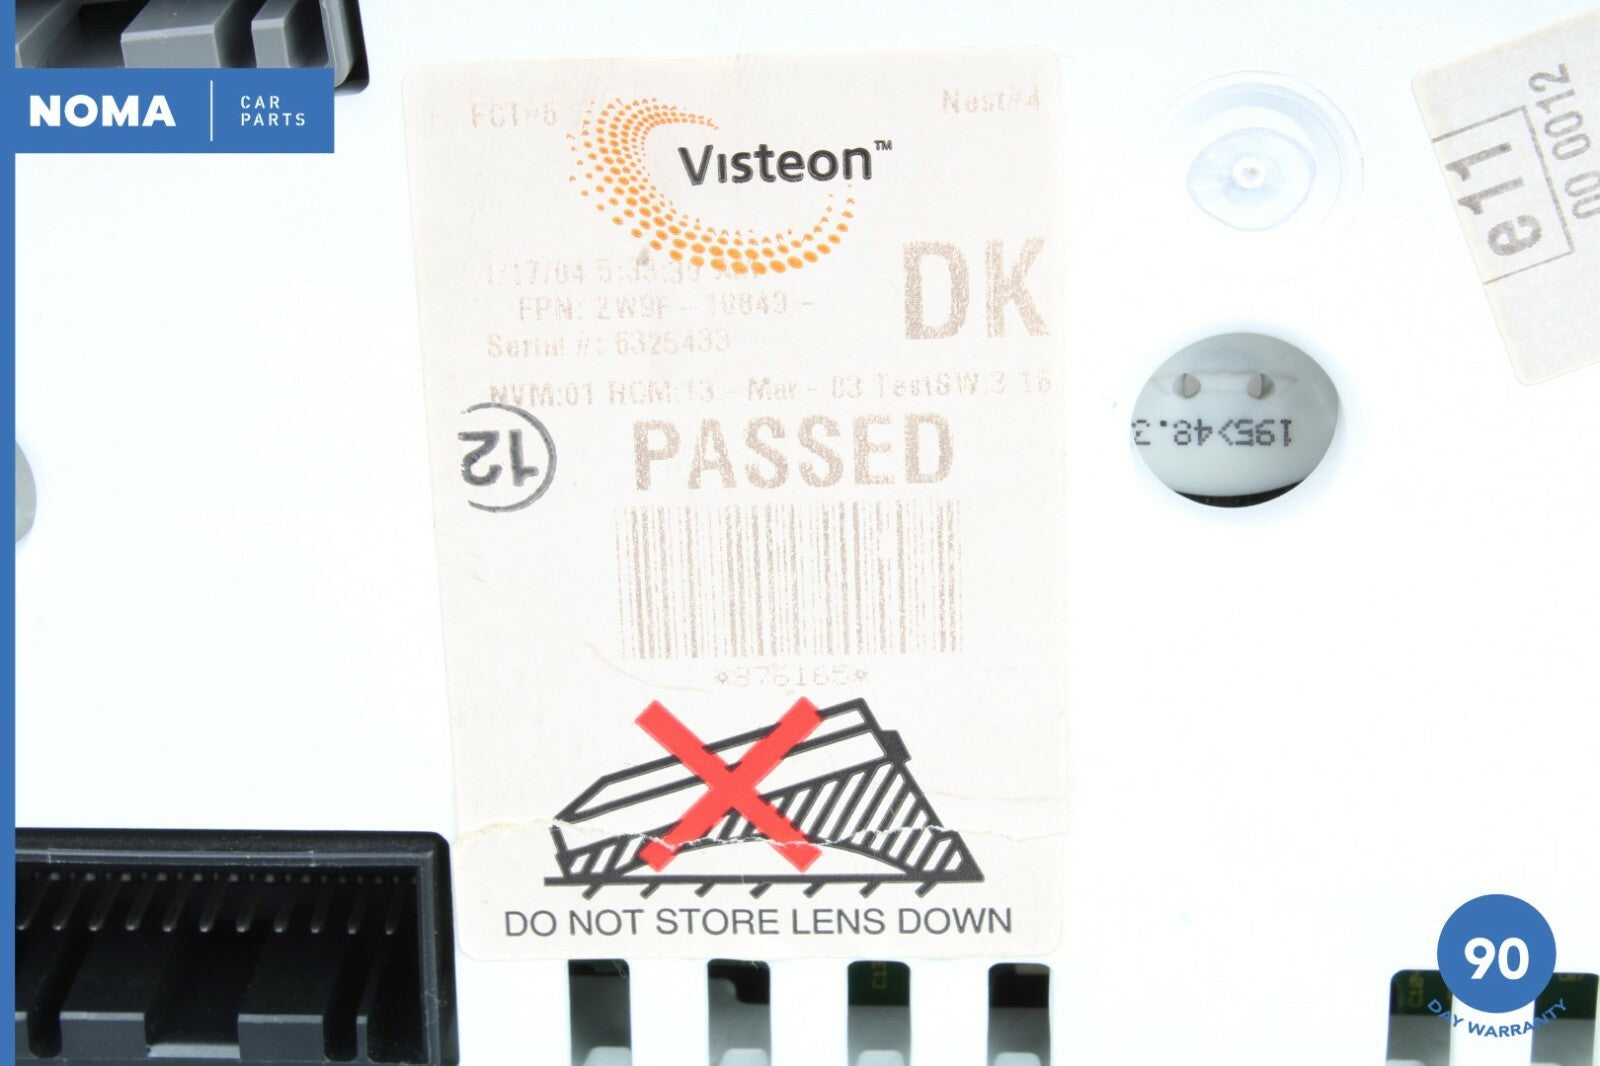 NOMA
CAR
PARTS
FCT#6
Nest#4
Visteon™
DK
FPN: 2W9F - 10849 -
Serial #: 6325433
NVM:01 ROM:13 - Mar - 03 TestSW:3.16
PASSED
12
*876165*
DO NOT STORE LENS DOWN
e11
00 0012
195>48.3
90
DAY WARRANTY